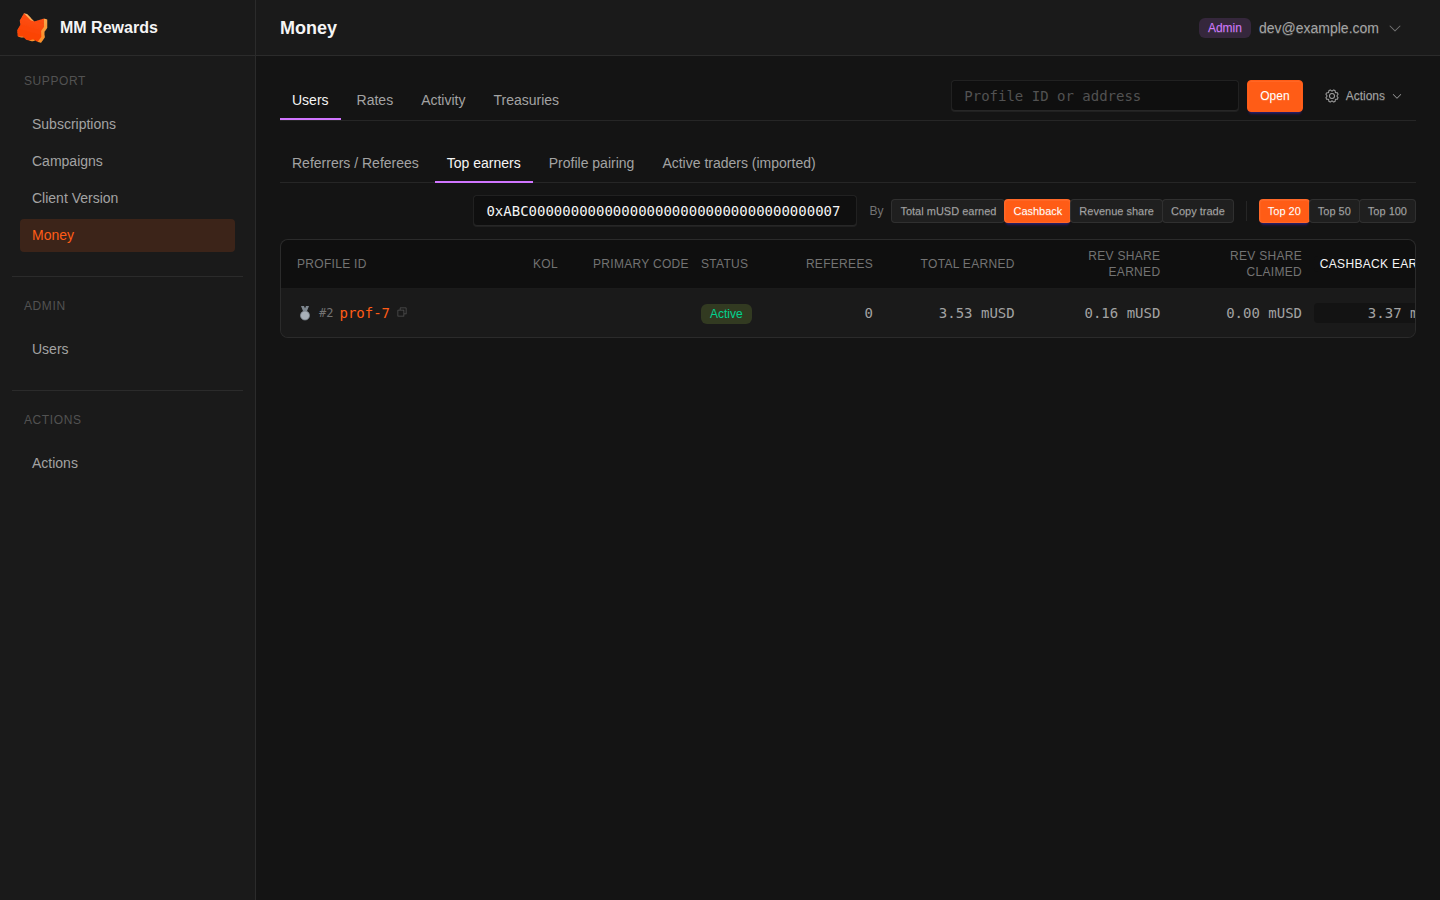 MM Rewards
Money
Admin dev@example.com
SUPPORT
Subscriptions
Campaigns
Client Version
Money
ADMIN
Users
ACTIONS
Actions
Users Rates Activity Treasuries
Profile ID or address Open Actions
Referrers / Referees Top earners Profile pairing Active traders (imported)
0xABC0000000000000000000000000000000000007 By Total mUSD earned Cashback Revenue share Copy trade Top 20 Top 50 Top 100
PROFILE ID KOL PRIMARY CODE STATUS REFEREES TOTAL EARNED REV SHARE EARNED REV SHARE CLAIMED CASHBACK EAR
#2 prof-7 Active 0 3.53 mUSD 0.16 mUSD 0.00 mUSD 3.37 m